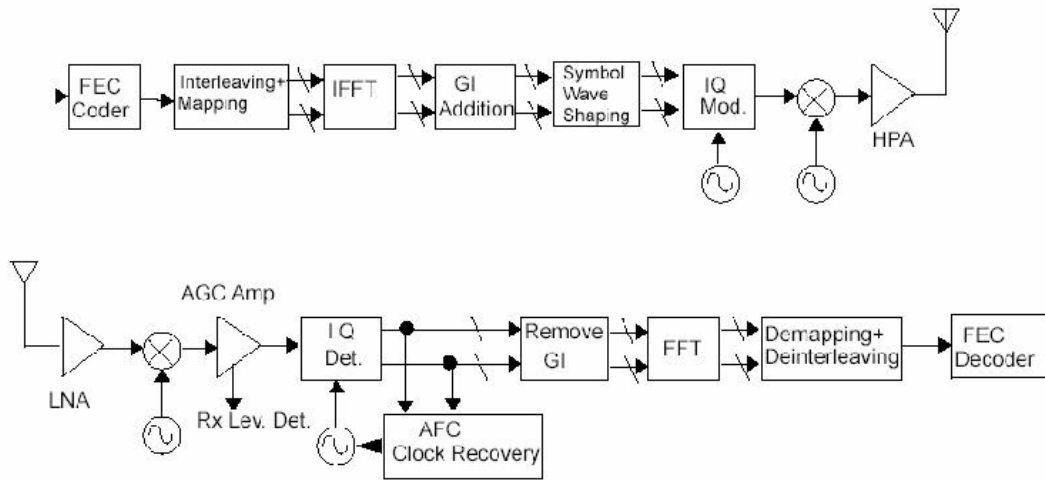 FEC
Coder
Interleaving+
Mapping
IFFT
GI
Addition
Symbol
Wave
Shaping
IQ
Mod.
HPA
AGC Amp
LNA
Rx Lev. Det.
I Q
Det.
AFC
Clock Recovery
Remove
GI
FFT
Demapping+
Deinterleaving
FEC
Decoder